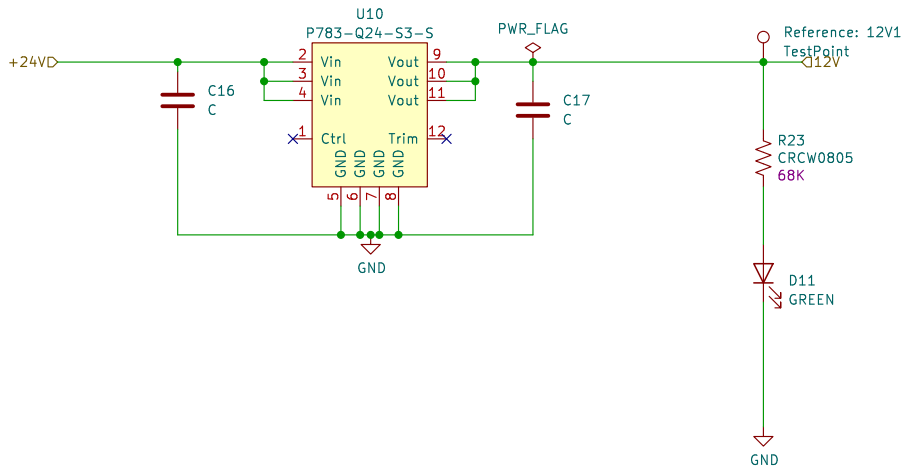 U10
P783-Q24-S3-S
PWR_FLAG
Reference: 12V1
TestPoint
+24V
2 Vin Vout 9
12V
3 Vin Vout 10
4 Vin Vout 11
C16
C
C17
C
1 Ctrl Trim 12
GND GND GND GND
5 6 7 8
R23
CRCW0805
68K
GND
D11
GREEN
GND